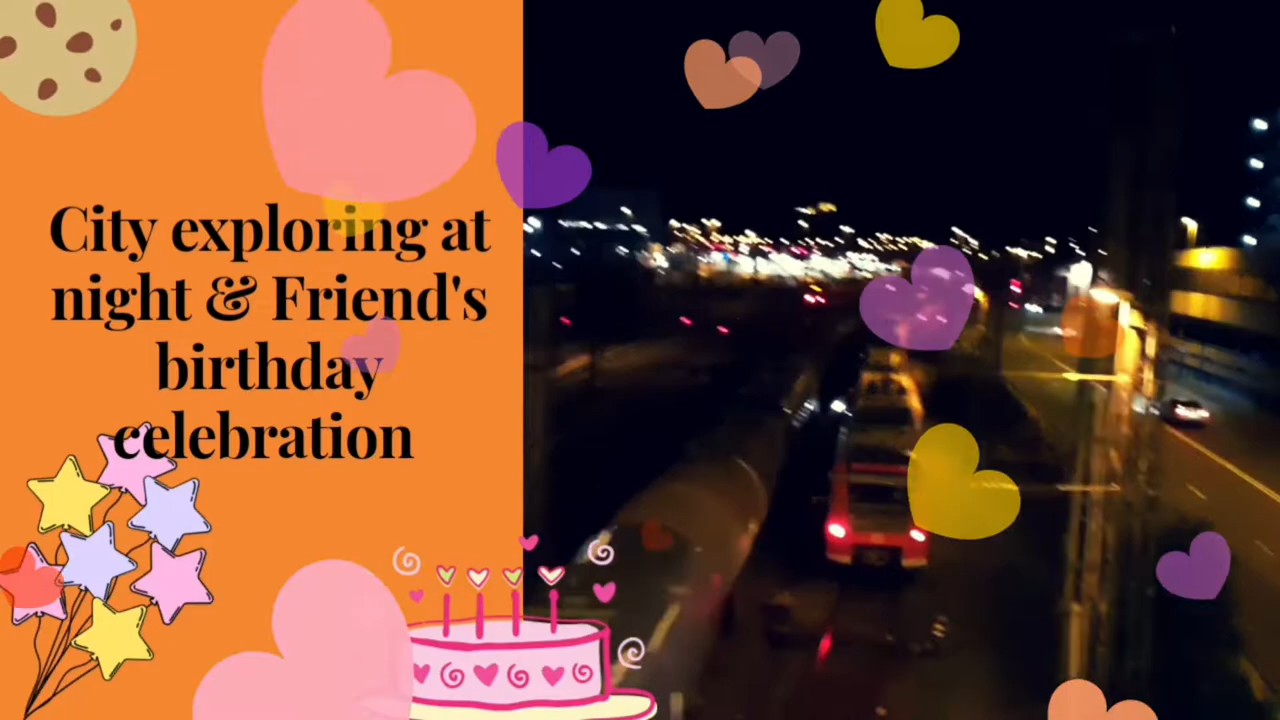 City exploring at
night & Friend's
birthday
celebration